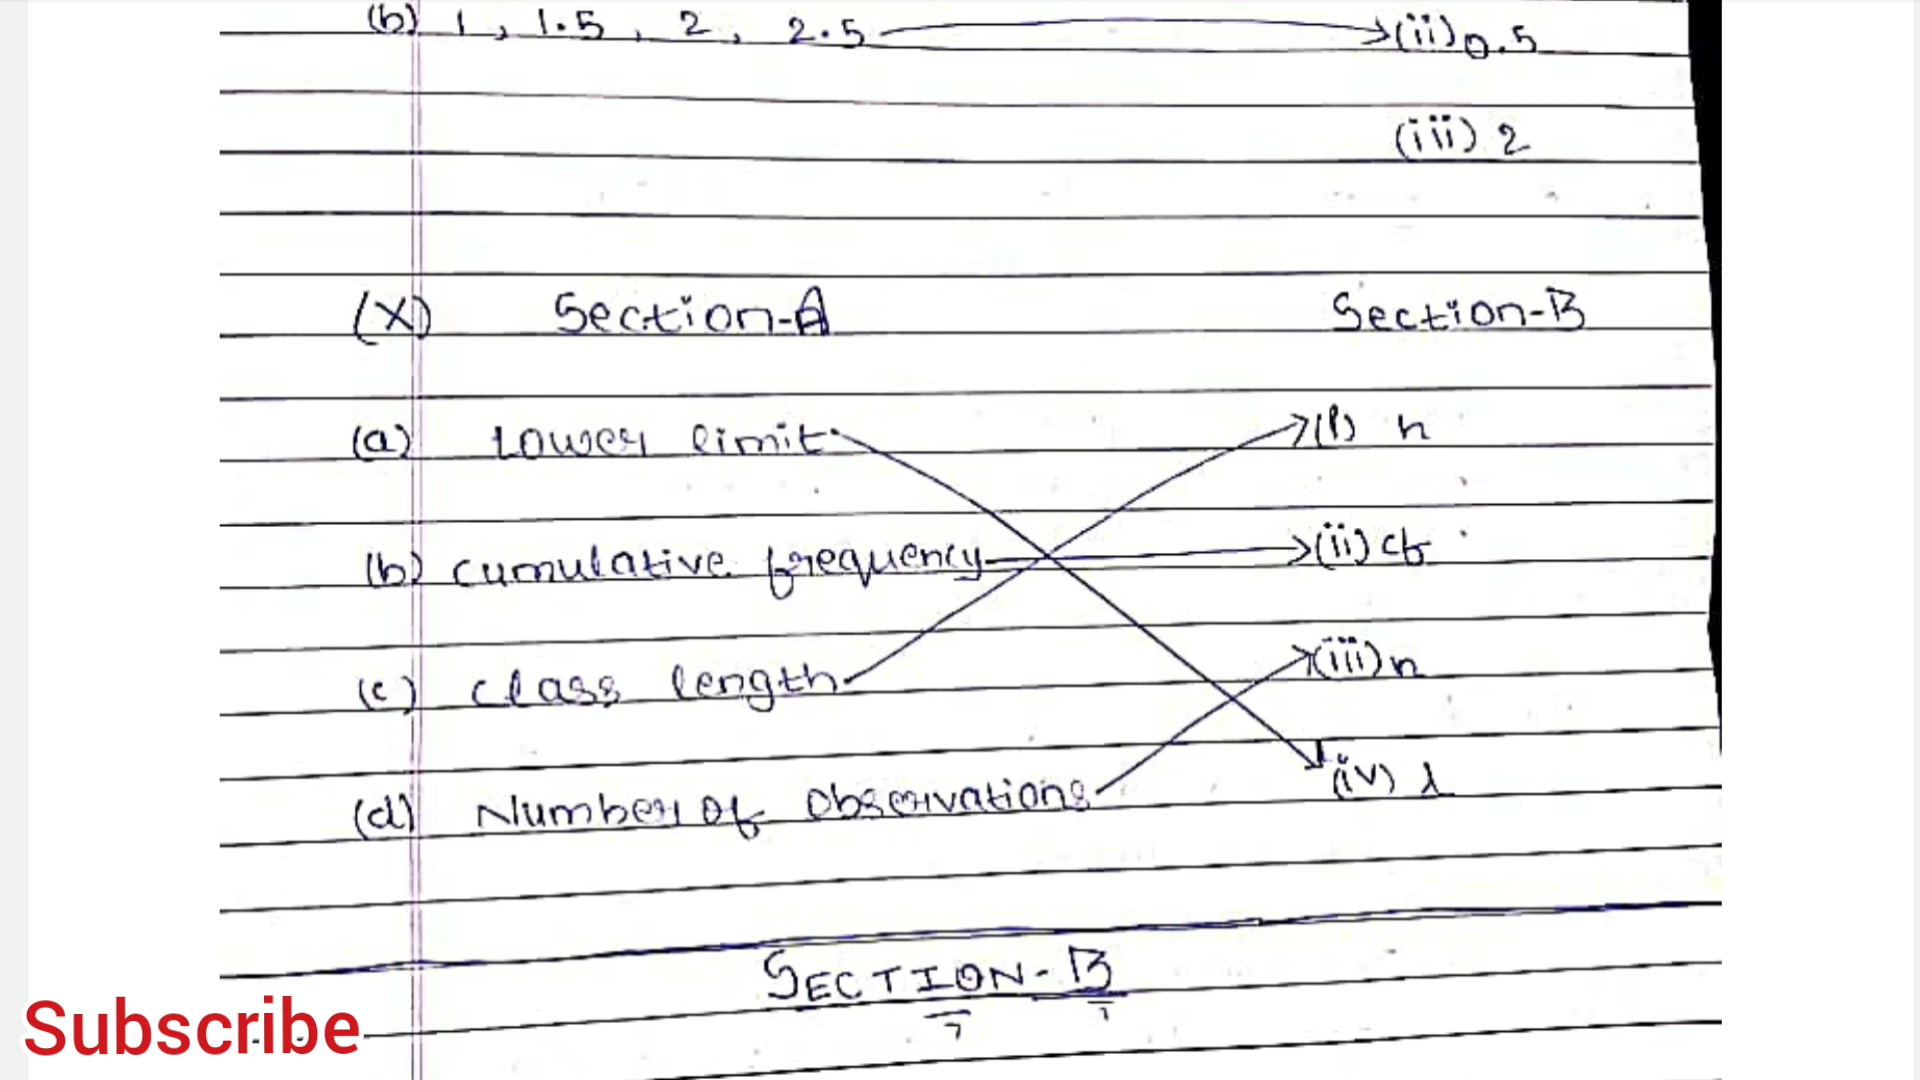 (b) 1, 1.5, 2, 2.5 (ii) 0.5
(iii) 2
(X) Section-A Section-B
(a) Lower limit (i) h
(b) cumulative frequency (ii) cf
(c) class length (iii) n
(d) Number of observations (iv) l
SECTION-B
Subscribe